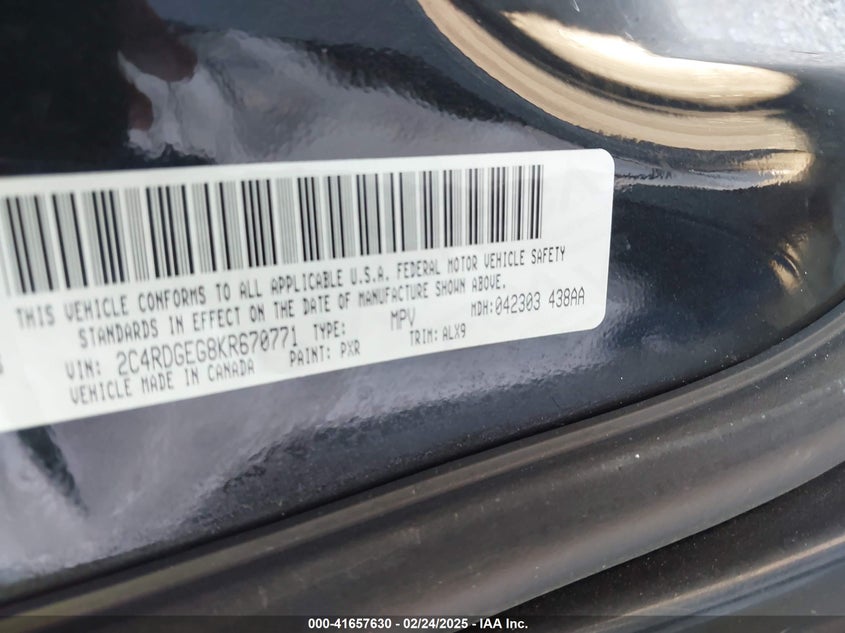 THIS VEHICLE CONFORMS TO ALL APPLICABLE U.S.A. FEDERAL MOTOR VEHICLE SAFETY
STANDARDS IN EFFECT ON THE DATE OF MANUFACTURE SHOWN ABOVE.
MDH:042303 438AA
VIN: 2C4RDGEG8KR670771 TYPE: MPV
VEHICLE MADE IN CANADA PAINT: PXR TRIM: ALX9
000-41657630 - 02/24/2025 - IAA Inc.